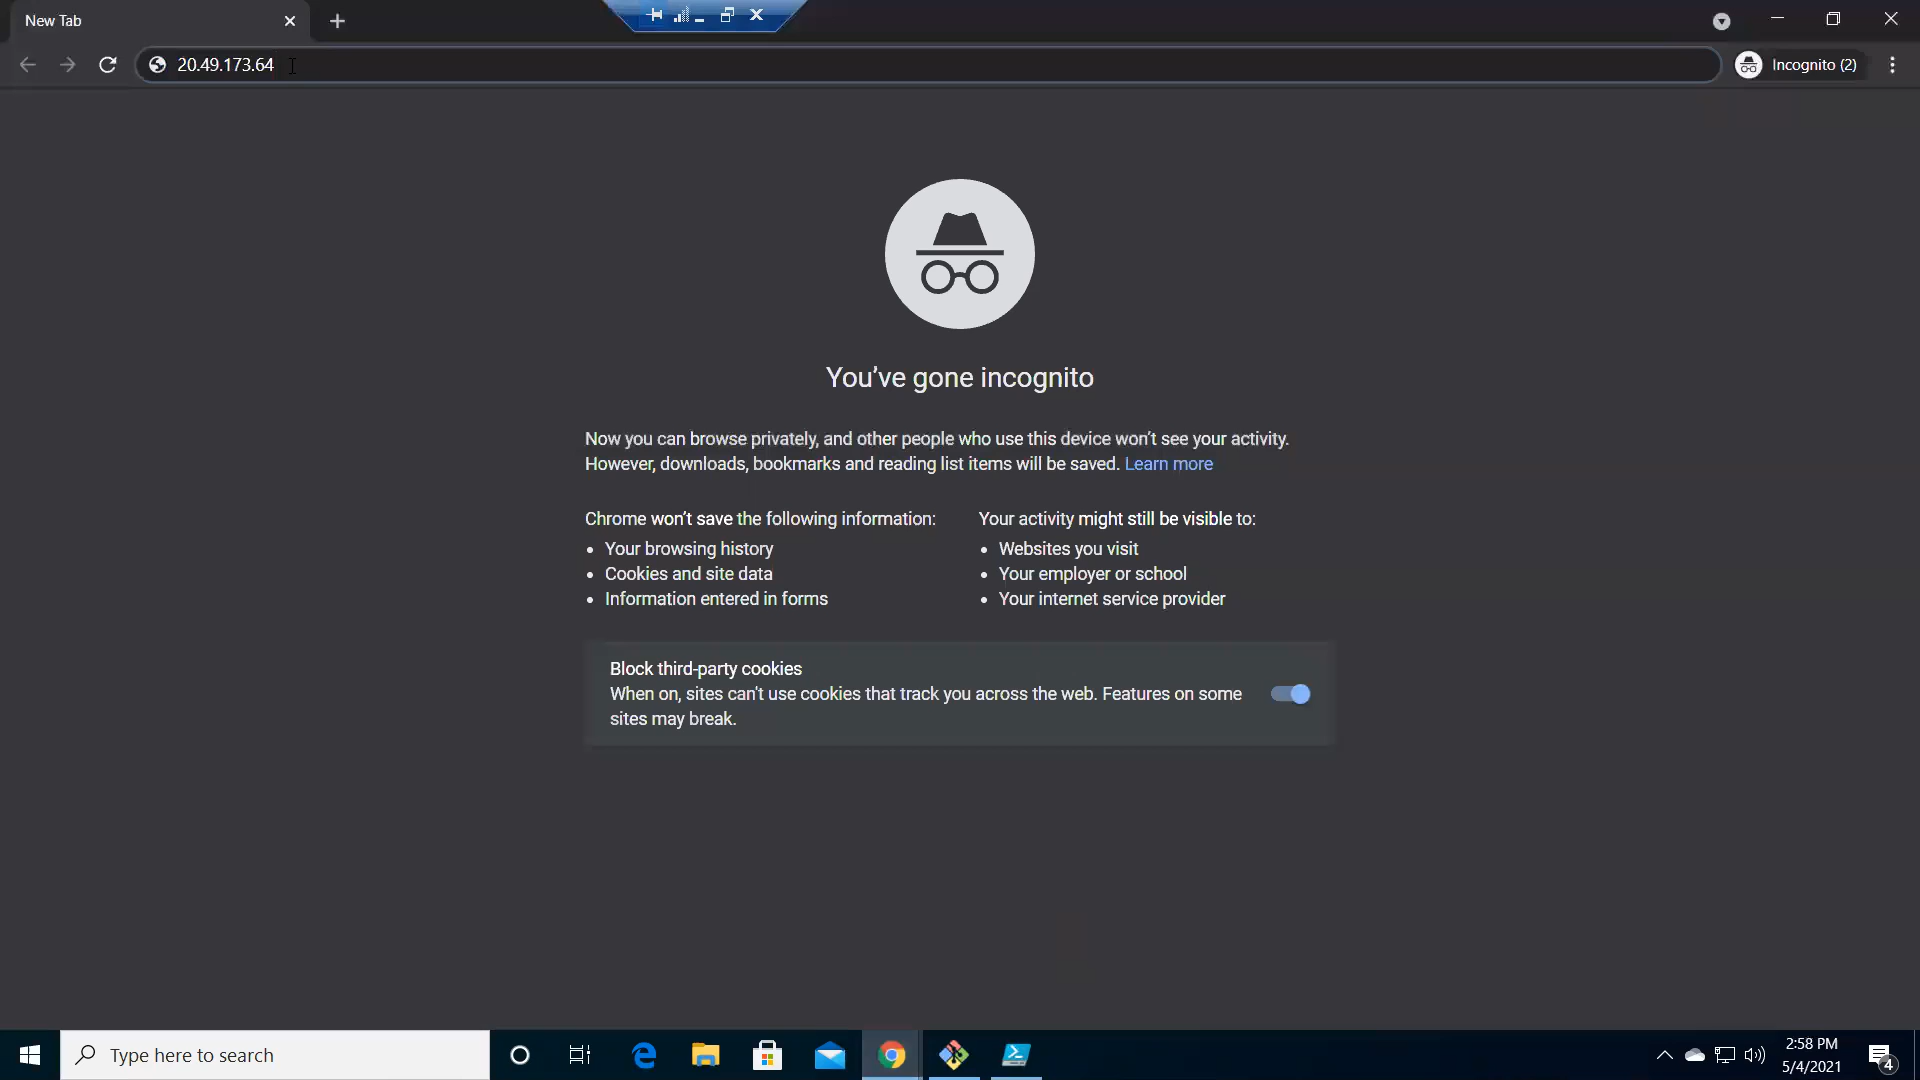 New Tab
20.49.173.64
Incognito (2)
You've gone incognito
Now you can browse privately, and other people who use this device won't see your activity.
However, downloads, bookmarks and reading list items will be saved. Learn more
Chrome won't save the following information:
Your browsing history
Cookies and site data
Information entered in forms
Your activity might still be visible to:
Websites you visit
Your employer or school
Your internet service provider
Block third-party cookies
When on, sites can't use cookies that track you across the web. Features on some
sites may break.
Type here to search
2:58 PM
5/4/2021
4